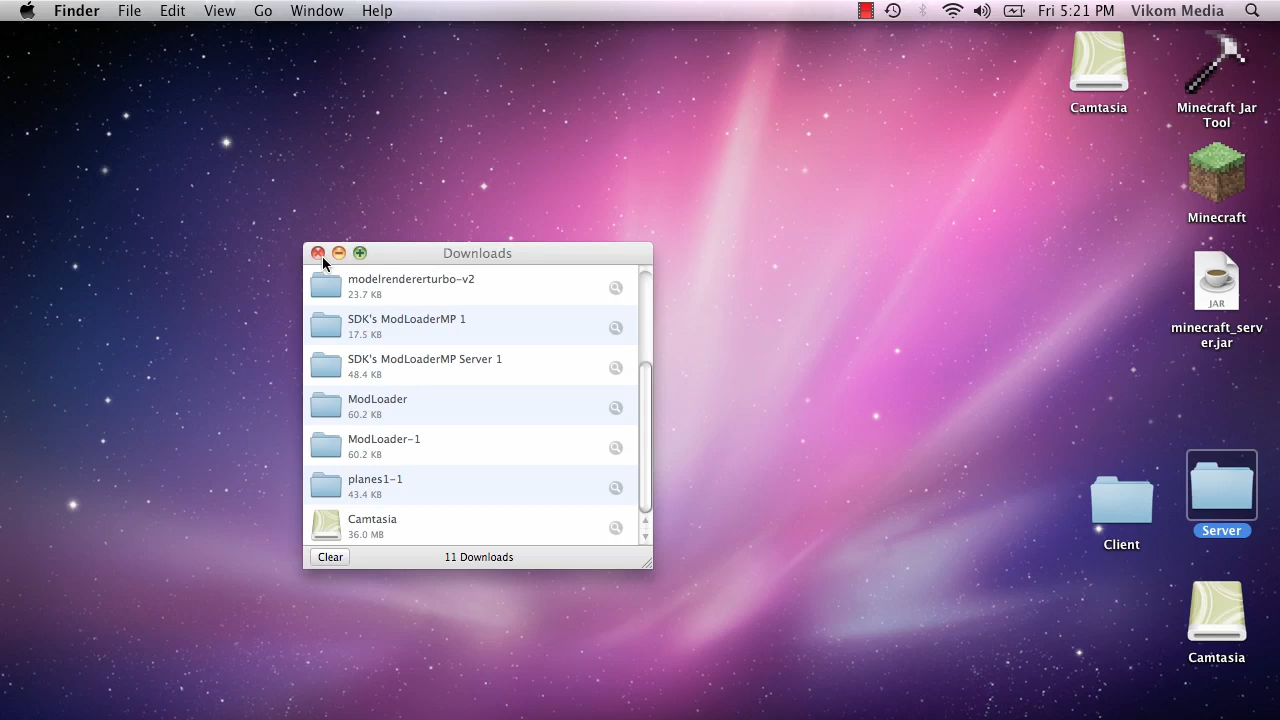 Finder File Edit View Go Window Help Fri 5:21 PM Vikom Media
Camtasia
Minecraft Jar
Tool
Minecraft
JAR
minecraft_serv
er.jar
Downloads
modelrendererturbo-v2
23.7 KB
SDK's ModLoaderMP 1
17.5 KB
SDK's ModLoaderMP Server 1
48.4 KB
ModLoader
60.2 KB
ModLoader-1
60.2 KB
planes1-1
43.4 KB
Camtasia
36.0 MB
Clear 11 Downloads
Server
Client
Camtasia